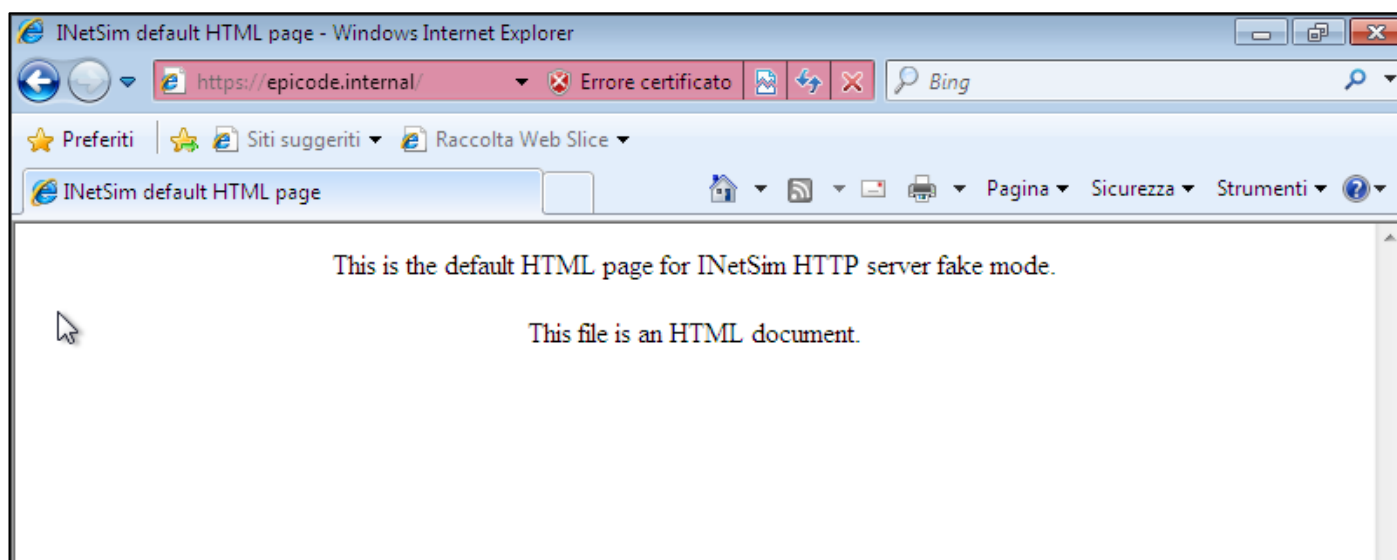 INetSim default HTML page - Windows Internet Explorer
https://epicode.internal/ Errore certificato Bing
Preferiti Siti suggeriti Raccolta Web Slice
INetSim default HTML page Pagina Sicurezza Strumenti
This is the default HTML page for INetSim HTTP server fake mode.
This file is an HTML document.